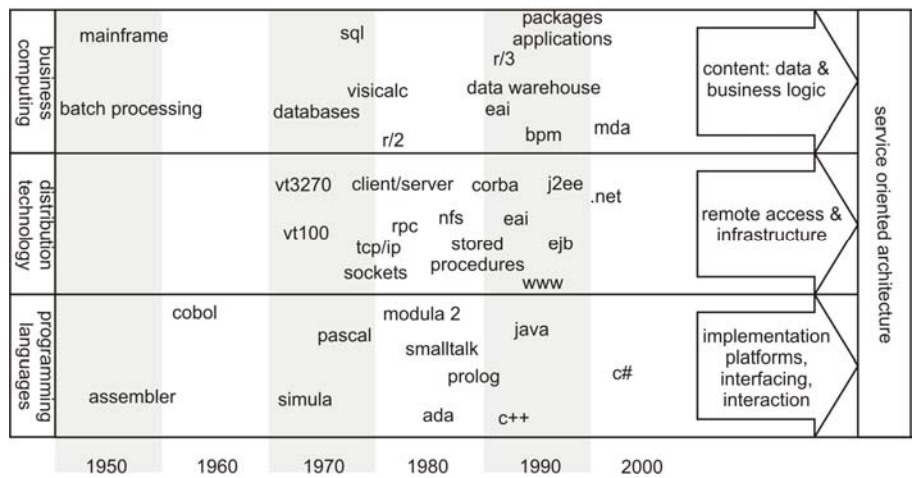 business
computing
mainframe
sql
packages
applications
r/3
visicalc
data warehouse
batch processing
databases
eai
r/2
bpm
mda
content: data &
business logic
distribution
technology
vt3270
client/server
corba
j2ee
.net
vt100
rpc
nfs
eai
tcp/ip
stored
procedures
ejb
sockets
www
remote access &
infrastructure
programming
languages
cobol
modula 2
pascal
java
smalltalk
prolog
c#
assembler
simula
ada
c++
implementation
platforms,
interfacing,
interaction
service oriented architecture
1950
1960
1970
1980
1990
2000